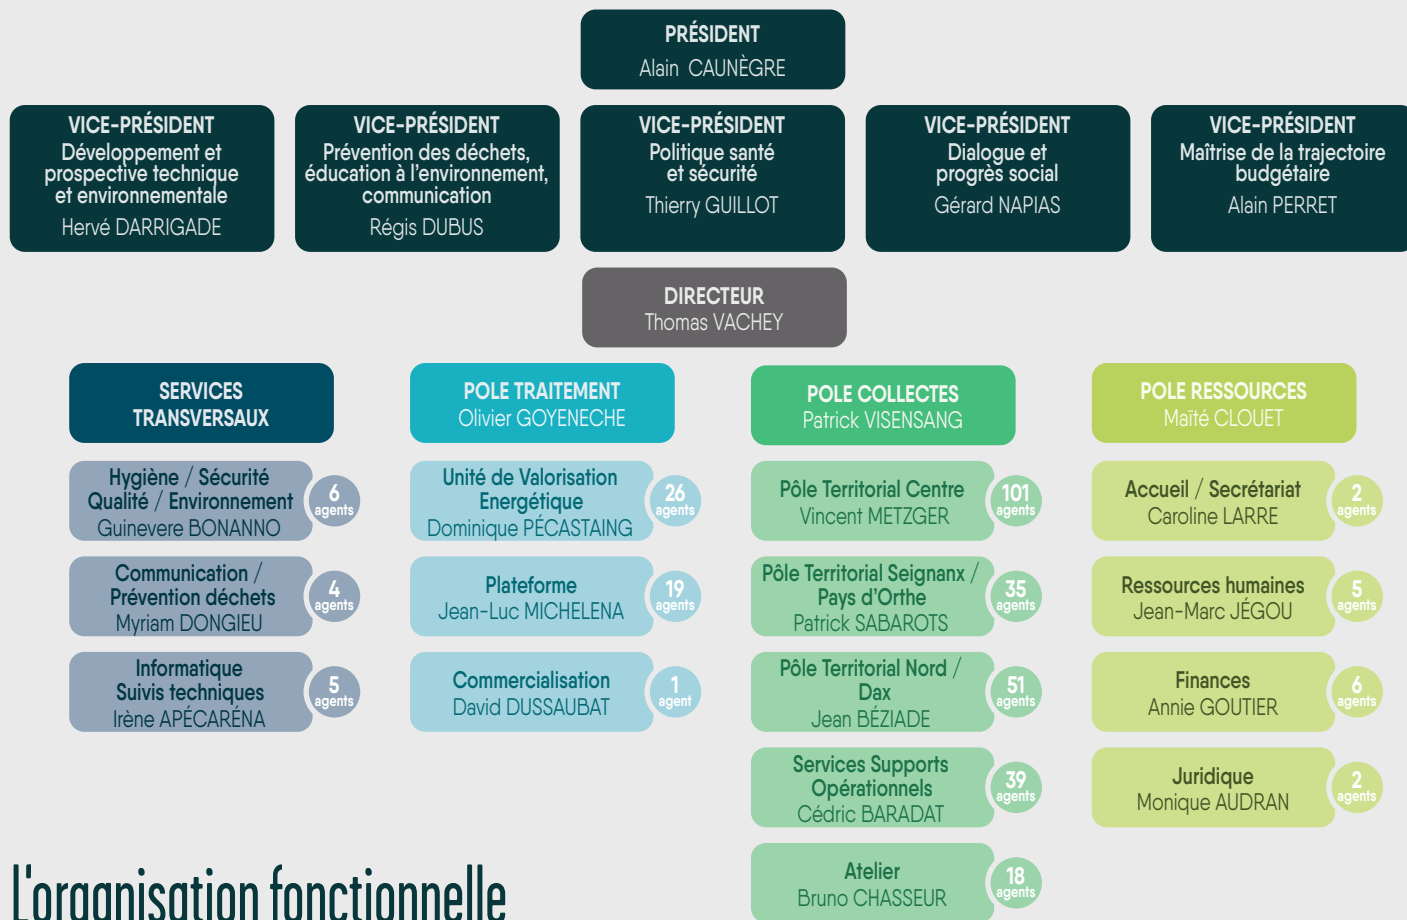 PRÉSIDENT
Alain CAUNÈGRE
VICE-PRÉSIDENT
Développement et
prospective technique
et environnementale
Hervé DARRIGADE
VICE-PRÉSIDENT
Prévention des déchets,
éducation à l'environnement,
communication
Régis DUBUS
VICE-PRÉSIDENT
Politique santé
et sécurité
Thierry GUILLOT
VICE-PRÉSIDENT
Dialogue et
progrès social
Gérard NAPIAS
VICE-PRÉSIDENT
Maîtrise de la trajectoire
budgétaire
Alain PERRET
DIRECTEUR
Thomas VACHEY
SERVICES
TRANSVERSAUX
Hygiène / Sécurité
Qualité / Environnement
Guinevere BONANNO
6
agents
Communication /
Prévention déchets
Myriam DONGIEU
4
agents
Informatique
Suivis techniques
Irène APÉCARÉNA
5
agents
POLE TRAITEMENT
Olivier GOYENECHE
Unité de Valorisation
Energétique
Dominique PÉCASTAING
26
agents
Plateforme
Jean-Luc MICHELENA
19
agents
Commercialisation
David DUSSAUBAT
1
agent
POLE COLLECTES
Patrick VISENSANG
Pôle Territorial Centre
Vincent METZGER
101
agents
Pôle Territorial Seignanx /
Pays d'Orthe
Patrick SABAROTS
35
agents
Pôle Territorial Nord /
Dax
Jean BÉZIADE
51
agents
Services Supports
Opérationnels
Cédric BARADAT
39
agents
Atelier
Bruno CHASSEUR
18
agents
POLE RESSOURCES
Maïté CLOUET
Accueil / Secrétariat
Caroline LARRE
2
agents
Ressources humaines
Jean-Marc JÉGOU
5
agents
Finances
Annie GOUTIER
6
agents
Juridique
Monique AUDRAN
2
agents
L'organisation fonctionnelle